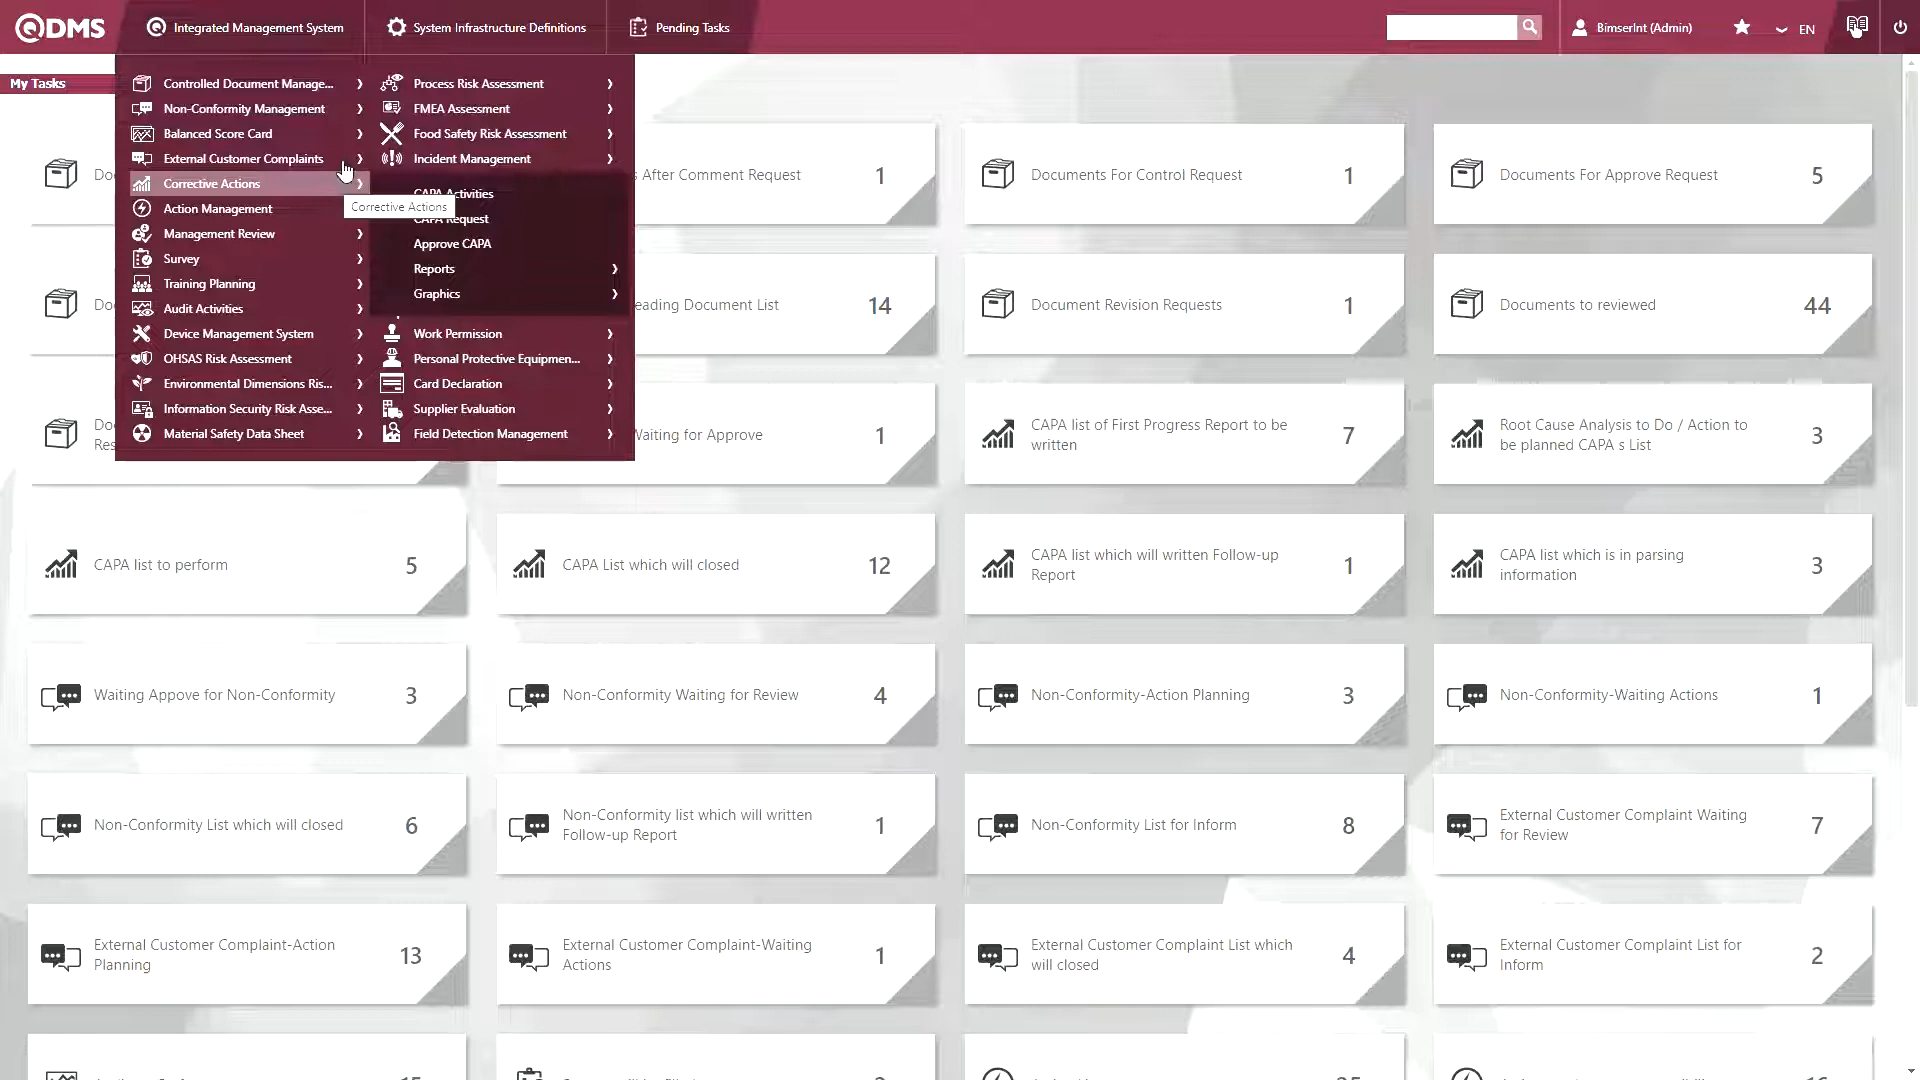 QDMS
Integrated Management System
System Infrastructure Definitions
Pending Tasks
BimserInt (Admin)
EN
My Tasks
Controlled Document Manage...
Non-Conformity Management
Balanced Score Card
External Customer Complaints
Corrective Actions
Action Management
Management Review
Survey
Training Planning
Audit Activities
Device Management System
OHSAS Risk Assessment
Environmental Dimensions Ris...
Information Security Risk Asse...
Material Safety Data Sheet
Process Risk Assessment
FMEA Assessment
Food Safety Risk Assessment
Incident Management
CAPA Activities
Corrective Actions
CAPA Request
Approve CAPA
Reports
Graphics
Work Permission
Personal Protective Equipmen...
Card Declaration
Supplier Evaluation
Field Detection Management
After Comment Request
1
Documents For Control Request
1
Documents For Approve Request
5
Document List
14
Document Revision Requests
1
Documents to reviewed
44
Waiting for Approve
1
CAPA list of First Progress Report to be
written
7
Root Cause Analysis to Do / Action to
be planned CAPA s List
3
CAPA list to perform
5
CAPA List which will closed
12
CAPA list which will written Follow-up
Report
1
CAPA list which is in parsing
information
3
Waiting Appove for Non-Conformity
3
Non-Conformity Waiting for Review
4
Non-Conformity-Action Planning
3
Non-Conformity-Waiting Actions
1
Non-Conformity List which will closed
6
Non-Conformity list which will written
Follow-up Report
1
Non-Conformity List for Inform
8
External Customer Complaint Waiting
for Review
7
External Customer Complaint-Action
Planning
13
External Customer Complaint-Waiting
Actions
1
External Customer Complaint List which
will closed
4
External Customer Complaint List for
Inform
2